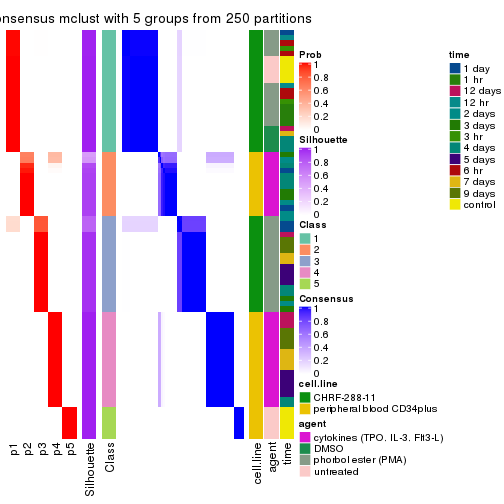 onsensus mclust with 5 groups from 250 partitions
Prob
1
0.8
0.6
0.4
0.2
0
Silhouette
1
0.8
0.6
0.4
0.2
0
Class
1
2
3
4
5
Consensus
1
0.8
0.6
0.4
0.2
0
cell.line
CHRF-288-11
peripheral blood CD34plus
agent
cytokines (TPO, IL-3, Flt3-L)
DMSO
phorbol ester (PMA)
untreated
time
1 day
1 hr
12 days
12 hr
2 days
3 days
3 hr
4 days
5 days
6 hr
7 days
9 days
control
p1
p2
p3
p4
p5
Silhouette
Class
cell.line
agent
time